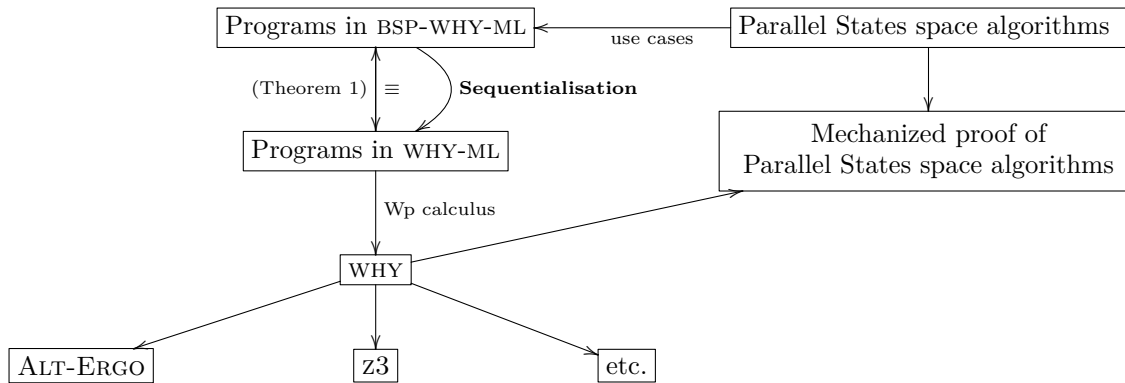 Programs in BSP-WHY-ML
Parallel States space algorithms
use cases
(Theorem 1) ≡ Sequentialisation
Mechanized proof of
Parallel States space algorithms
Programs in WHY-ML
Wp calculus
WHY
ALT-ERGO
z3
etc.